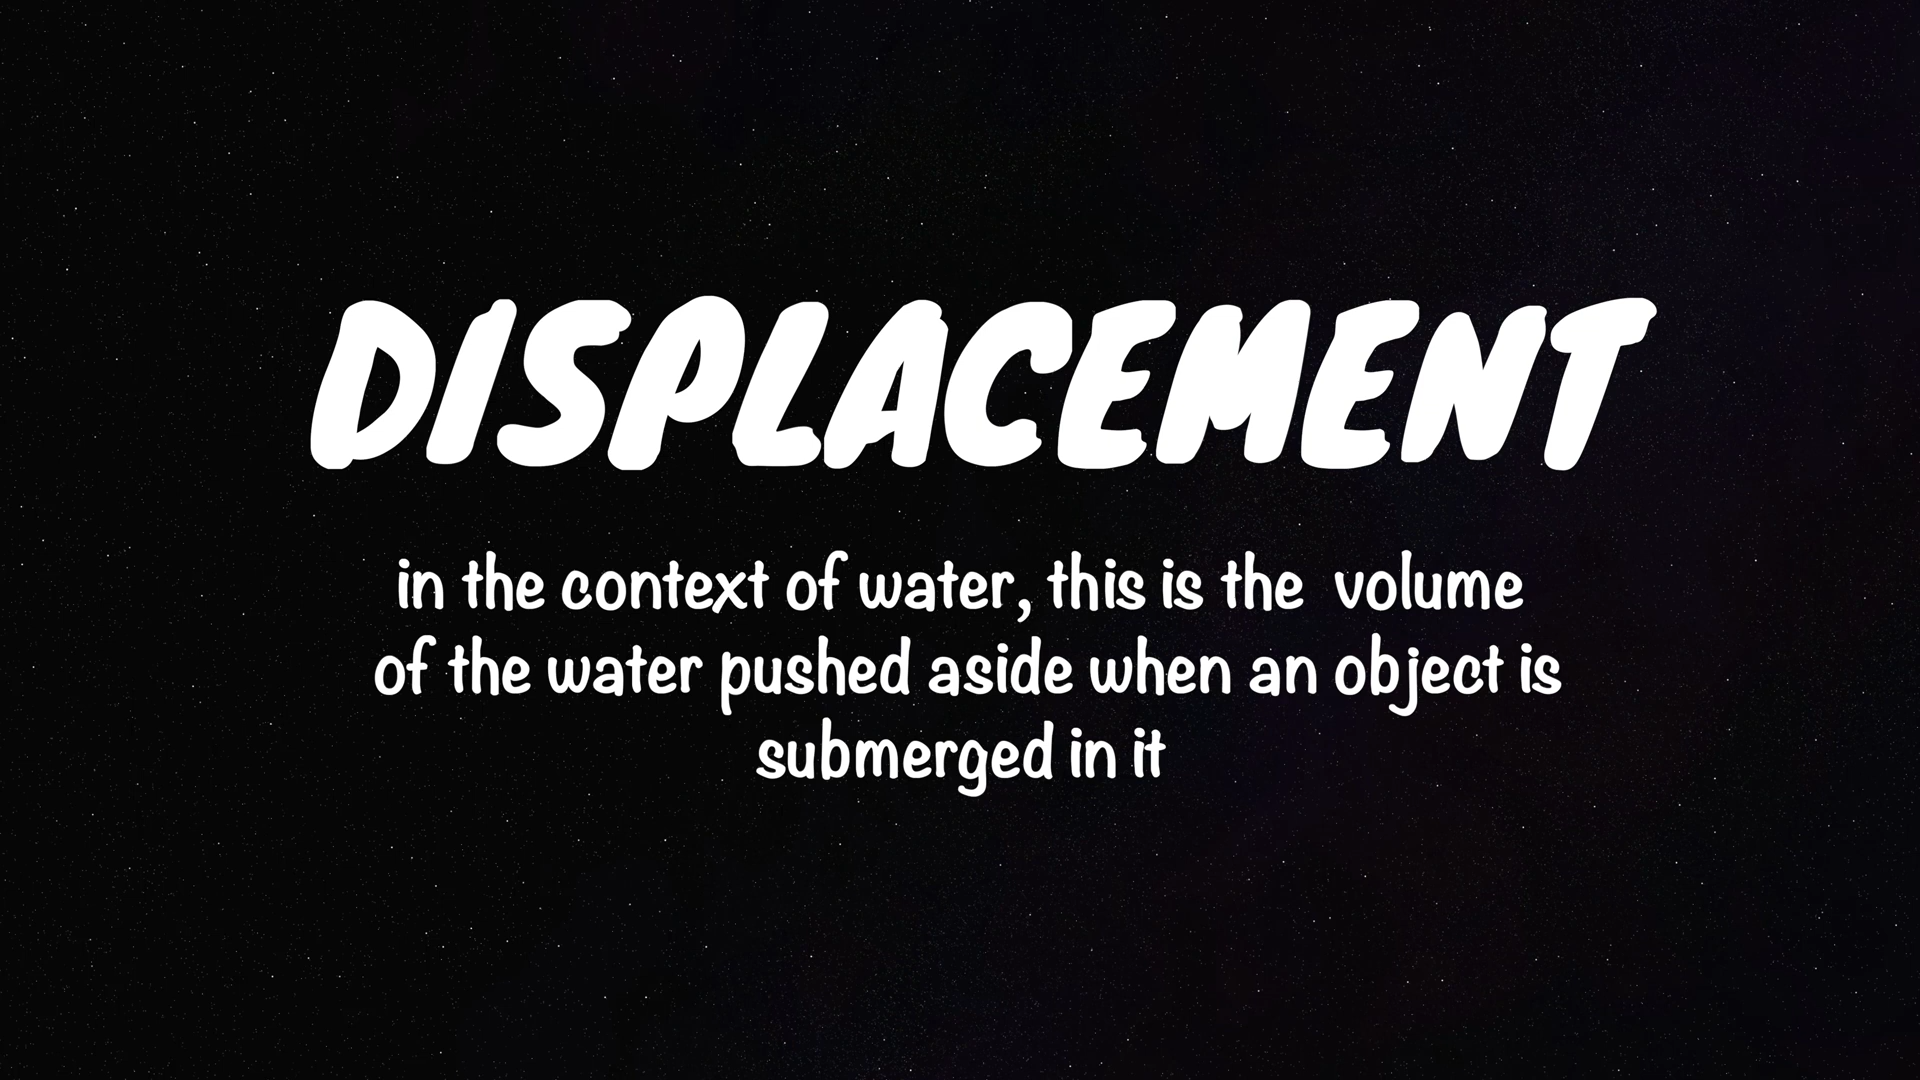 DISPLACEMENT
in the context of water, this is the  volume
of the water pushed aside when an object is
submerged in it